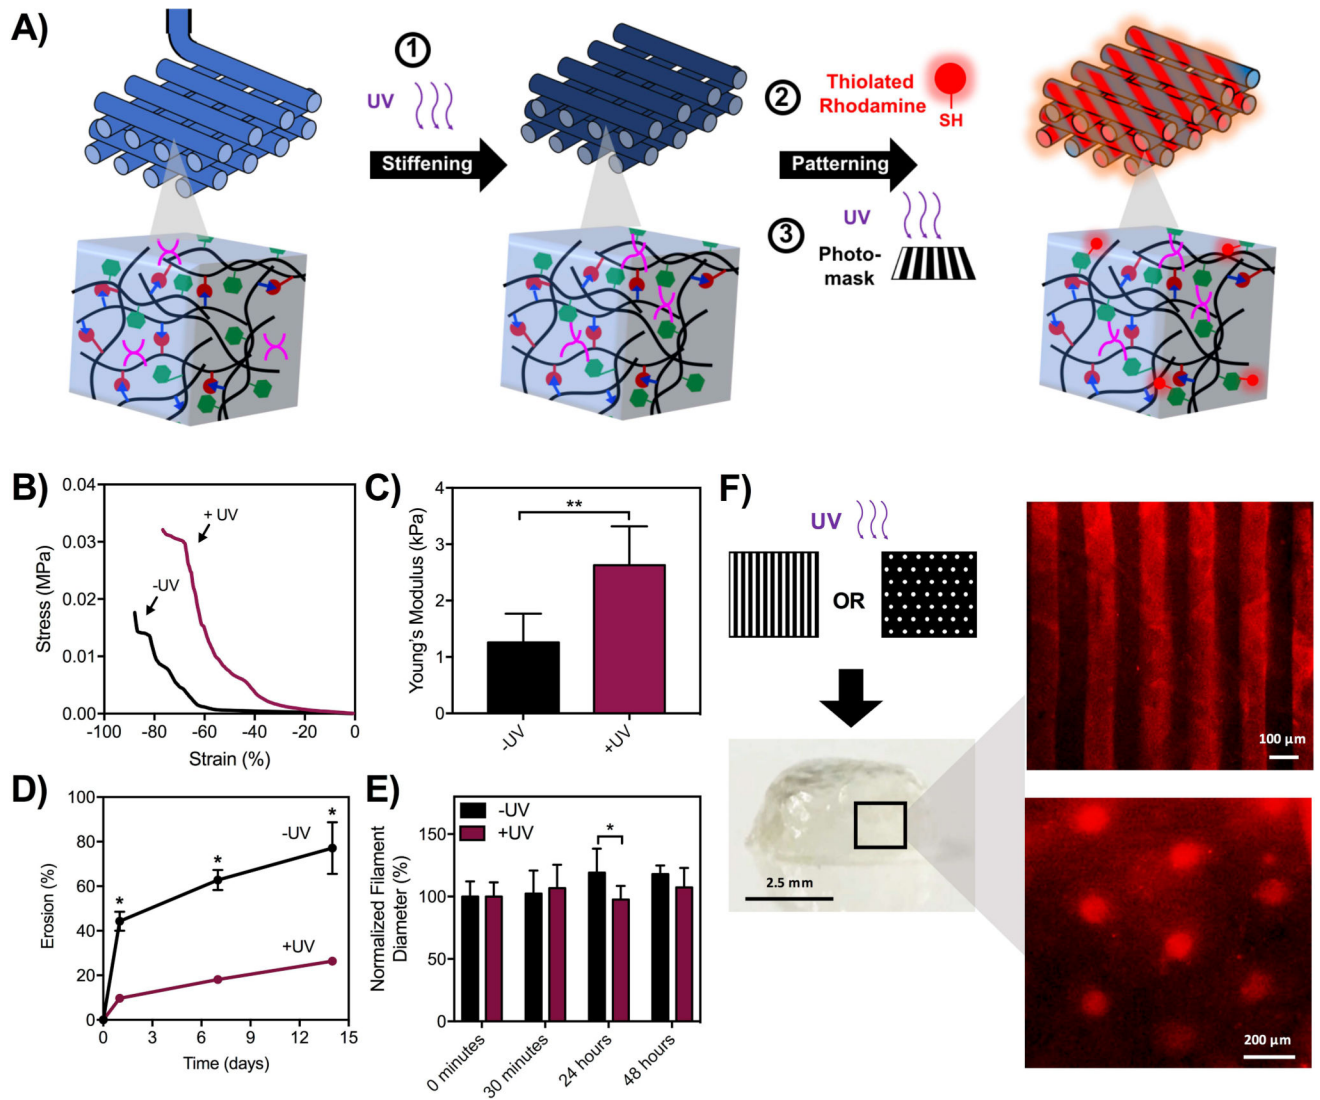 A)
1
UV
Stiffening
2
Thiolated
Rhodamine
SH
Patterning
3
UV
Photo-
mask
B)
Stress (MPa)
0.04
0.03
0.02
0.01
0.00
-100
-80
-60
-40
-20
0
Strain (%)
+ UV
-UV
C)
Young's Modulus (kPa)
4
3
2
1
0
**
-UV
+UV
D)
Erosion (%)
100
80
60
40
20
0
0
3
6
9
12
15
Time (days)
*
*
*
-UV
+UV
E)
Normalized Filament
Diameter (%)
150
100
50
0
-UV
+UV
*
0 minutes
30 minutes
24 hours
48 hours
F)
UV
OR
2.5 mm
100 µm
200 µm